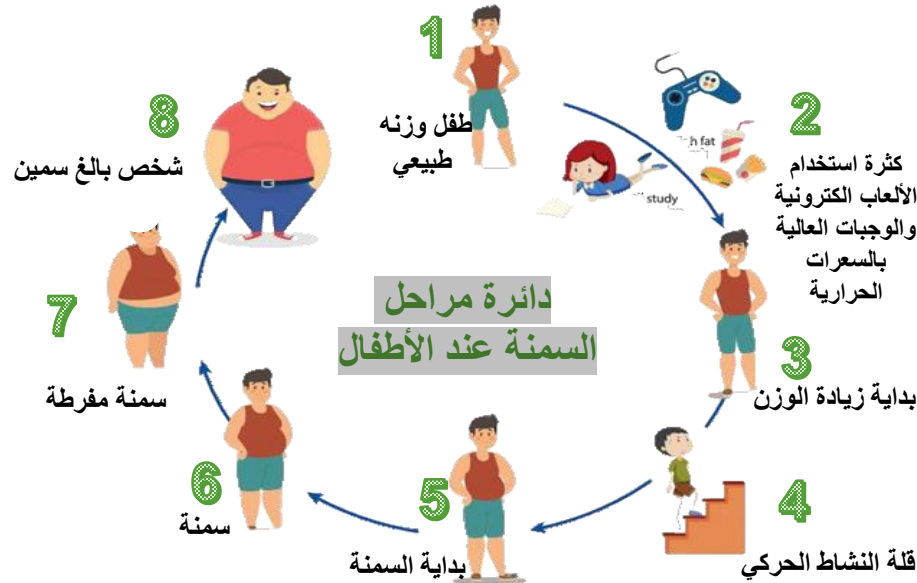 دائرة مراحل
السمنة عند الأطفال
1
طفل وزنه
طبيعي
2
كثرة استخدام
الألعاب الكترونية
والوجبات العالية
بالسعرات
الحرارية
h fat
study
3
بداية زيادة الوزن
4
قلة النشاط الحركي
5
بداية السمنة
6
سمنة
7
سمنة مفرطة
8
شخص بالغ سمين